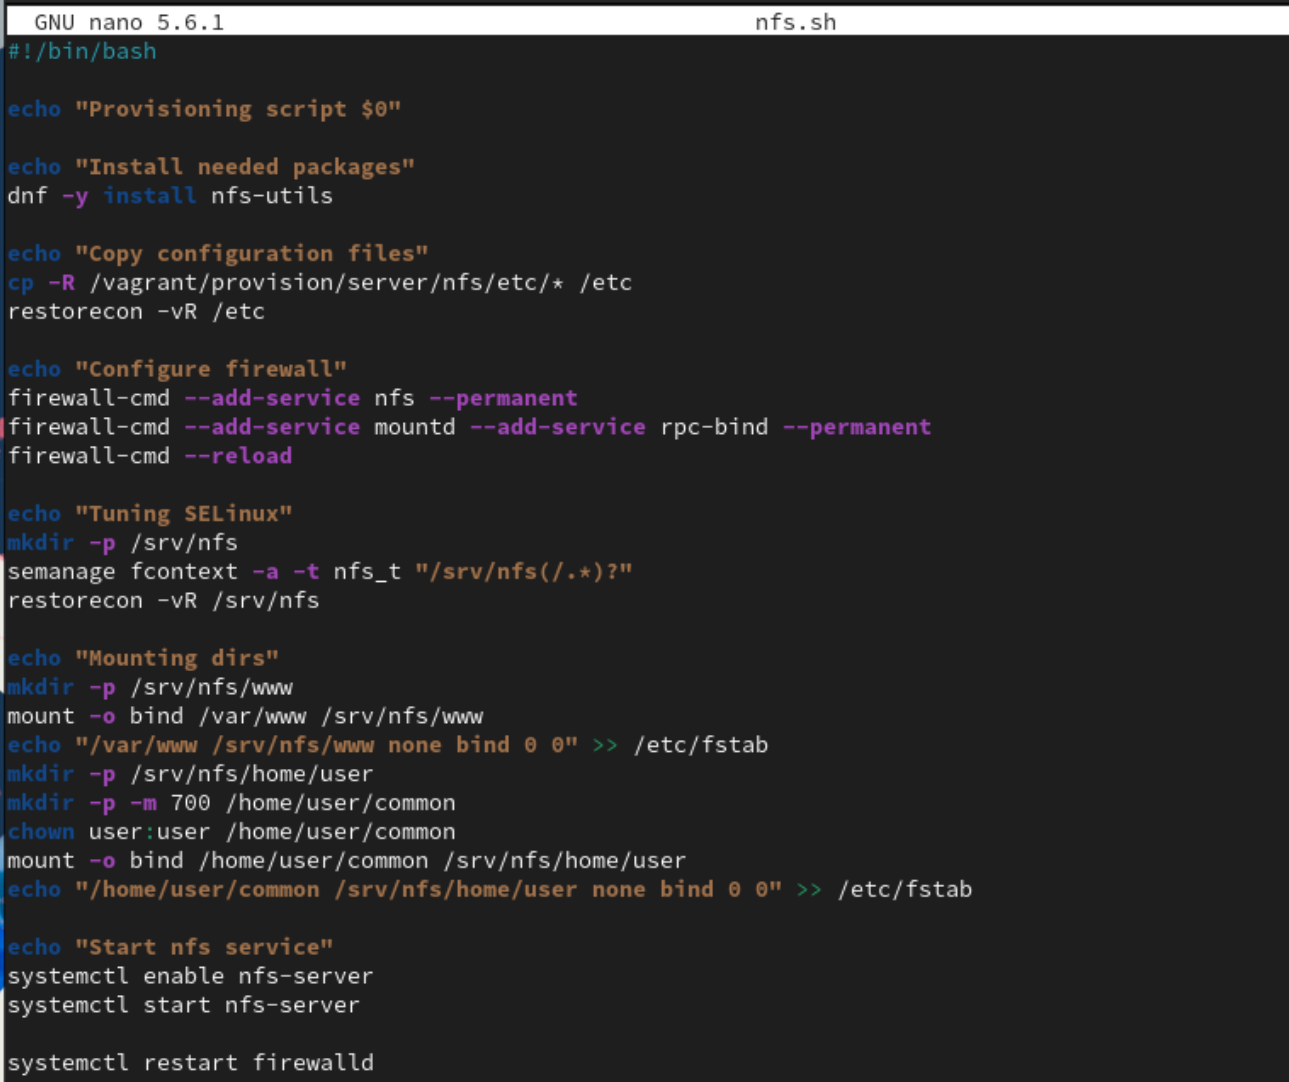 GNU nano 5.6.1 nfs.sh
#!/bin/bash
echo "Provisioning script $0"
echo "Install needed packages"
dnf -y install nfs-utils
echo "Copy configuration files"
cp -R /vagrant/provision/server/nfs/etc/* /etc
restorecon -vR /etc
echo "Configure firewall"
firewall-cmd --add-service nfs --permanent
firewall-cmd --add-service mountd --add-service rpc-bind --permanent
firewall-cmd --reload
echo "Tuning SELinux"
mkdir -p /srv/nfs
semanage fcontext -a -t nfs_t "/srv/nfs(/.*)?"
restorecon -vR /srv/nfs
echo "Mounting dirs"
mkdir -p /srv/nfs/www
mount -o bind /var/www /srv/nfs/www
echo "/var/www /srv/nfs/www none bind 0 0" >> /etc/fstab
mkdir -p /srv/nfs/home/user
mkdir -p -m 700 /home/user/common
chown user:user /home/user/common
mount -o bind /home/user/common /srv/nfs/home/user
echo "/home/user/common /srv/nfs/home/user none bind 0 0" >> /etc/fstab
echo "Start nfs service"
systemctl enable nfs-server
systemctl start nfs-server
systemctl restart firewalld